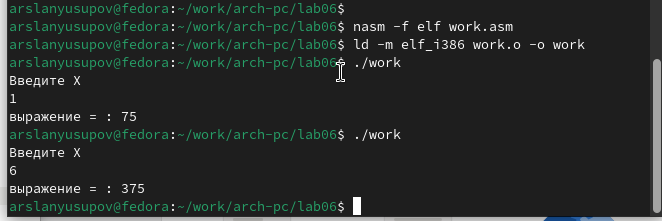 arslanyusupov@fedora:~/work/arch-pc/lab06$
arslanyusupov@fedora:~/work/arch-pc/lab06$ nasm -f elf work.asm
arslanyusupov@fedora:~/work/arch-pc/lab06$ ld -m elf_i386 work.o -o work
arslanyusupov@fedora:~/work/arch-pc/lab06$ ./work
Введите X
1
выражение = : 75
arslanyusupov@fedora:~/work/arch-pc/lab06$ ./work
Введите X
6
выражение = : 375
arslanyusupov@fedora:~/work/arch-pc/lab06$